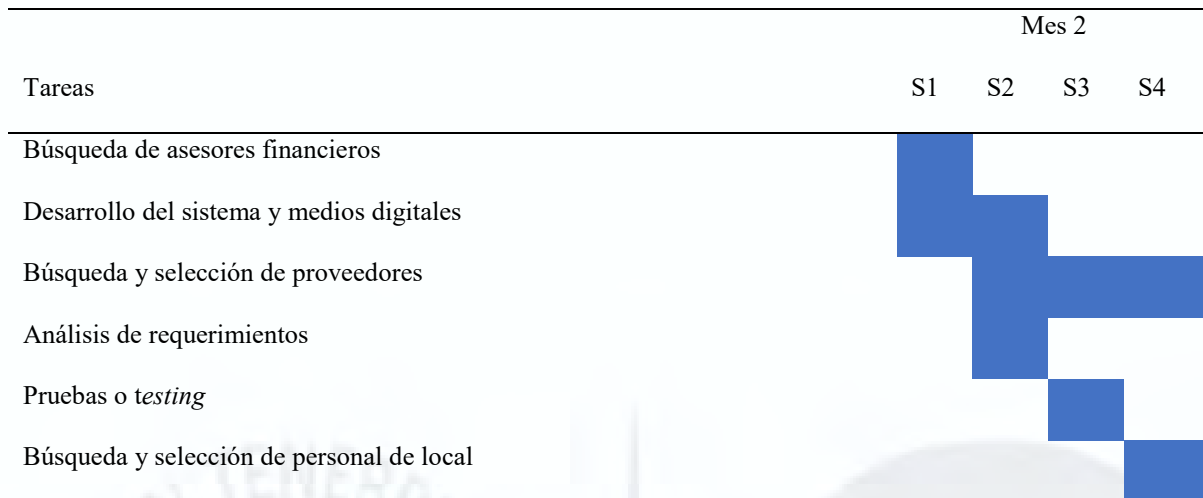 Mes 2
Tareas S1 S2 S3 S4
Búsqueda de asesores financieros
Desarrollo del sistema y medios digitales
Búsqueda y selección de proveedores
Análisis de requerimientos
Pruebas o testing
Búsqueda y selección de personal de local